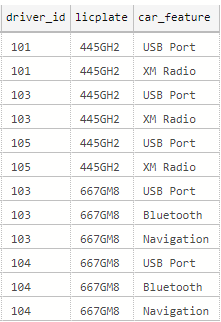 driver_id licplate car_feature
101 445GH2 USB Port
101 445GH2 XM Radio
103 445GH2 USB Port
103 445GH2 XM Radio
105 445GH2 USB Port
105 445GH2 XM Radio
103 667GM8 USB Port
103 667GM8 Bluetooth
103 667GM8 Navigation
104 667GM8 USB Port
104 667GM8 Bluetooth
104 667GM8 Navigation